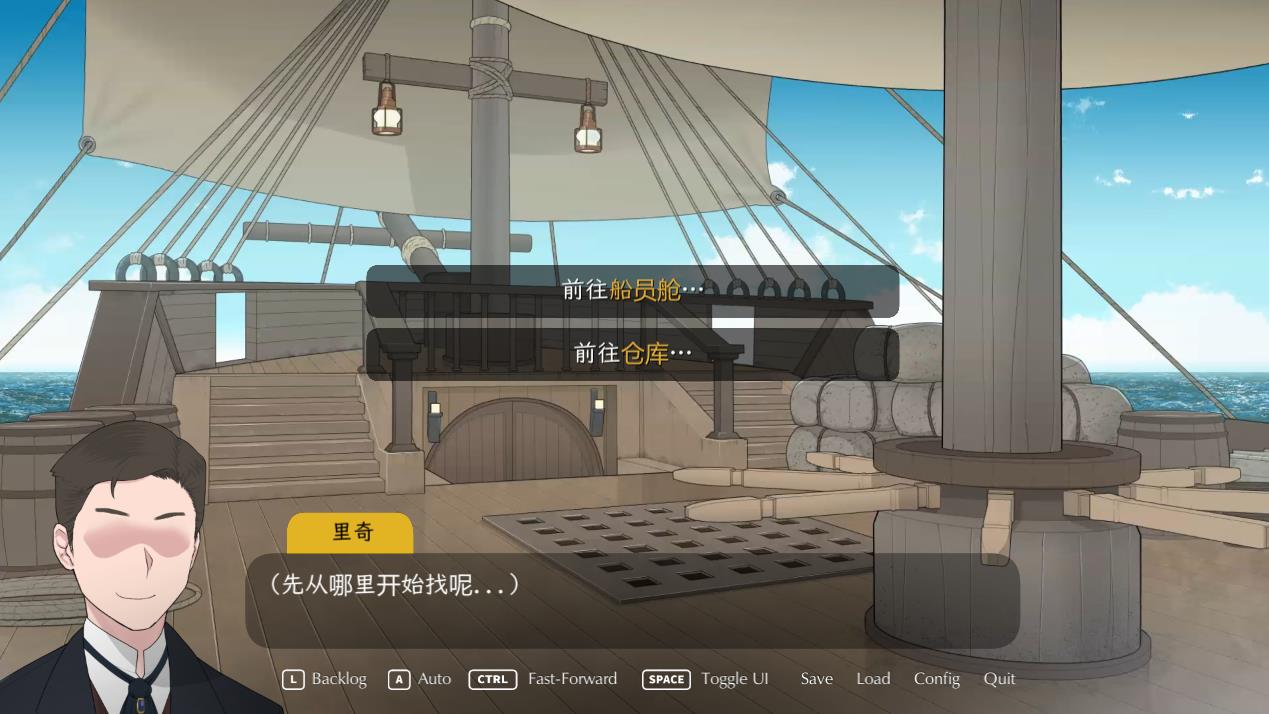 前往船员舱…
前往仓库…
里奇
（先从哪里开始找呢...）
L Backlog A Auto CTRL Fast-Forward SPACE Toggle UI Save Load Config Quit